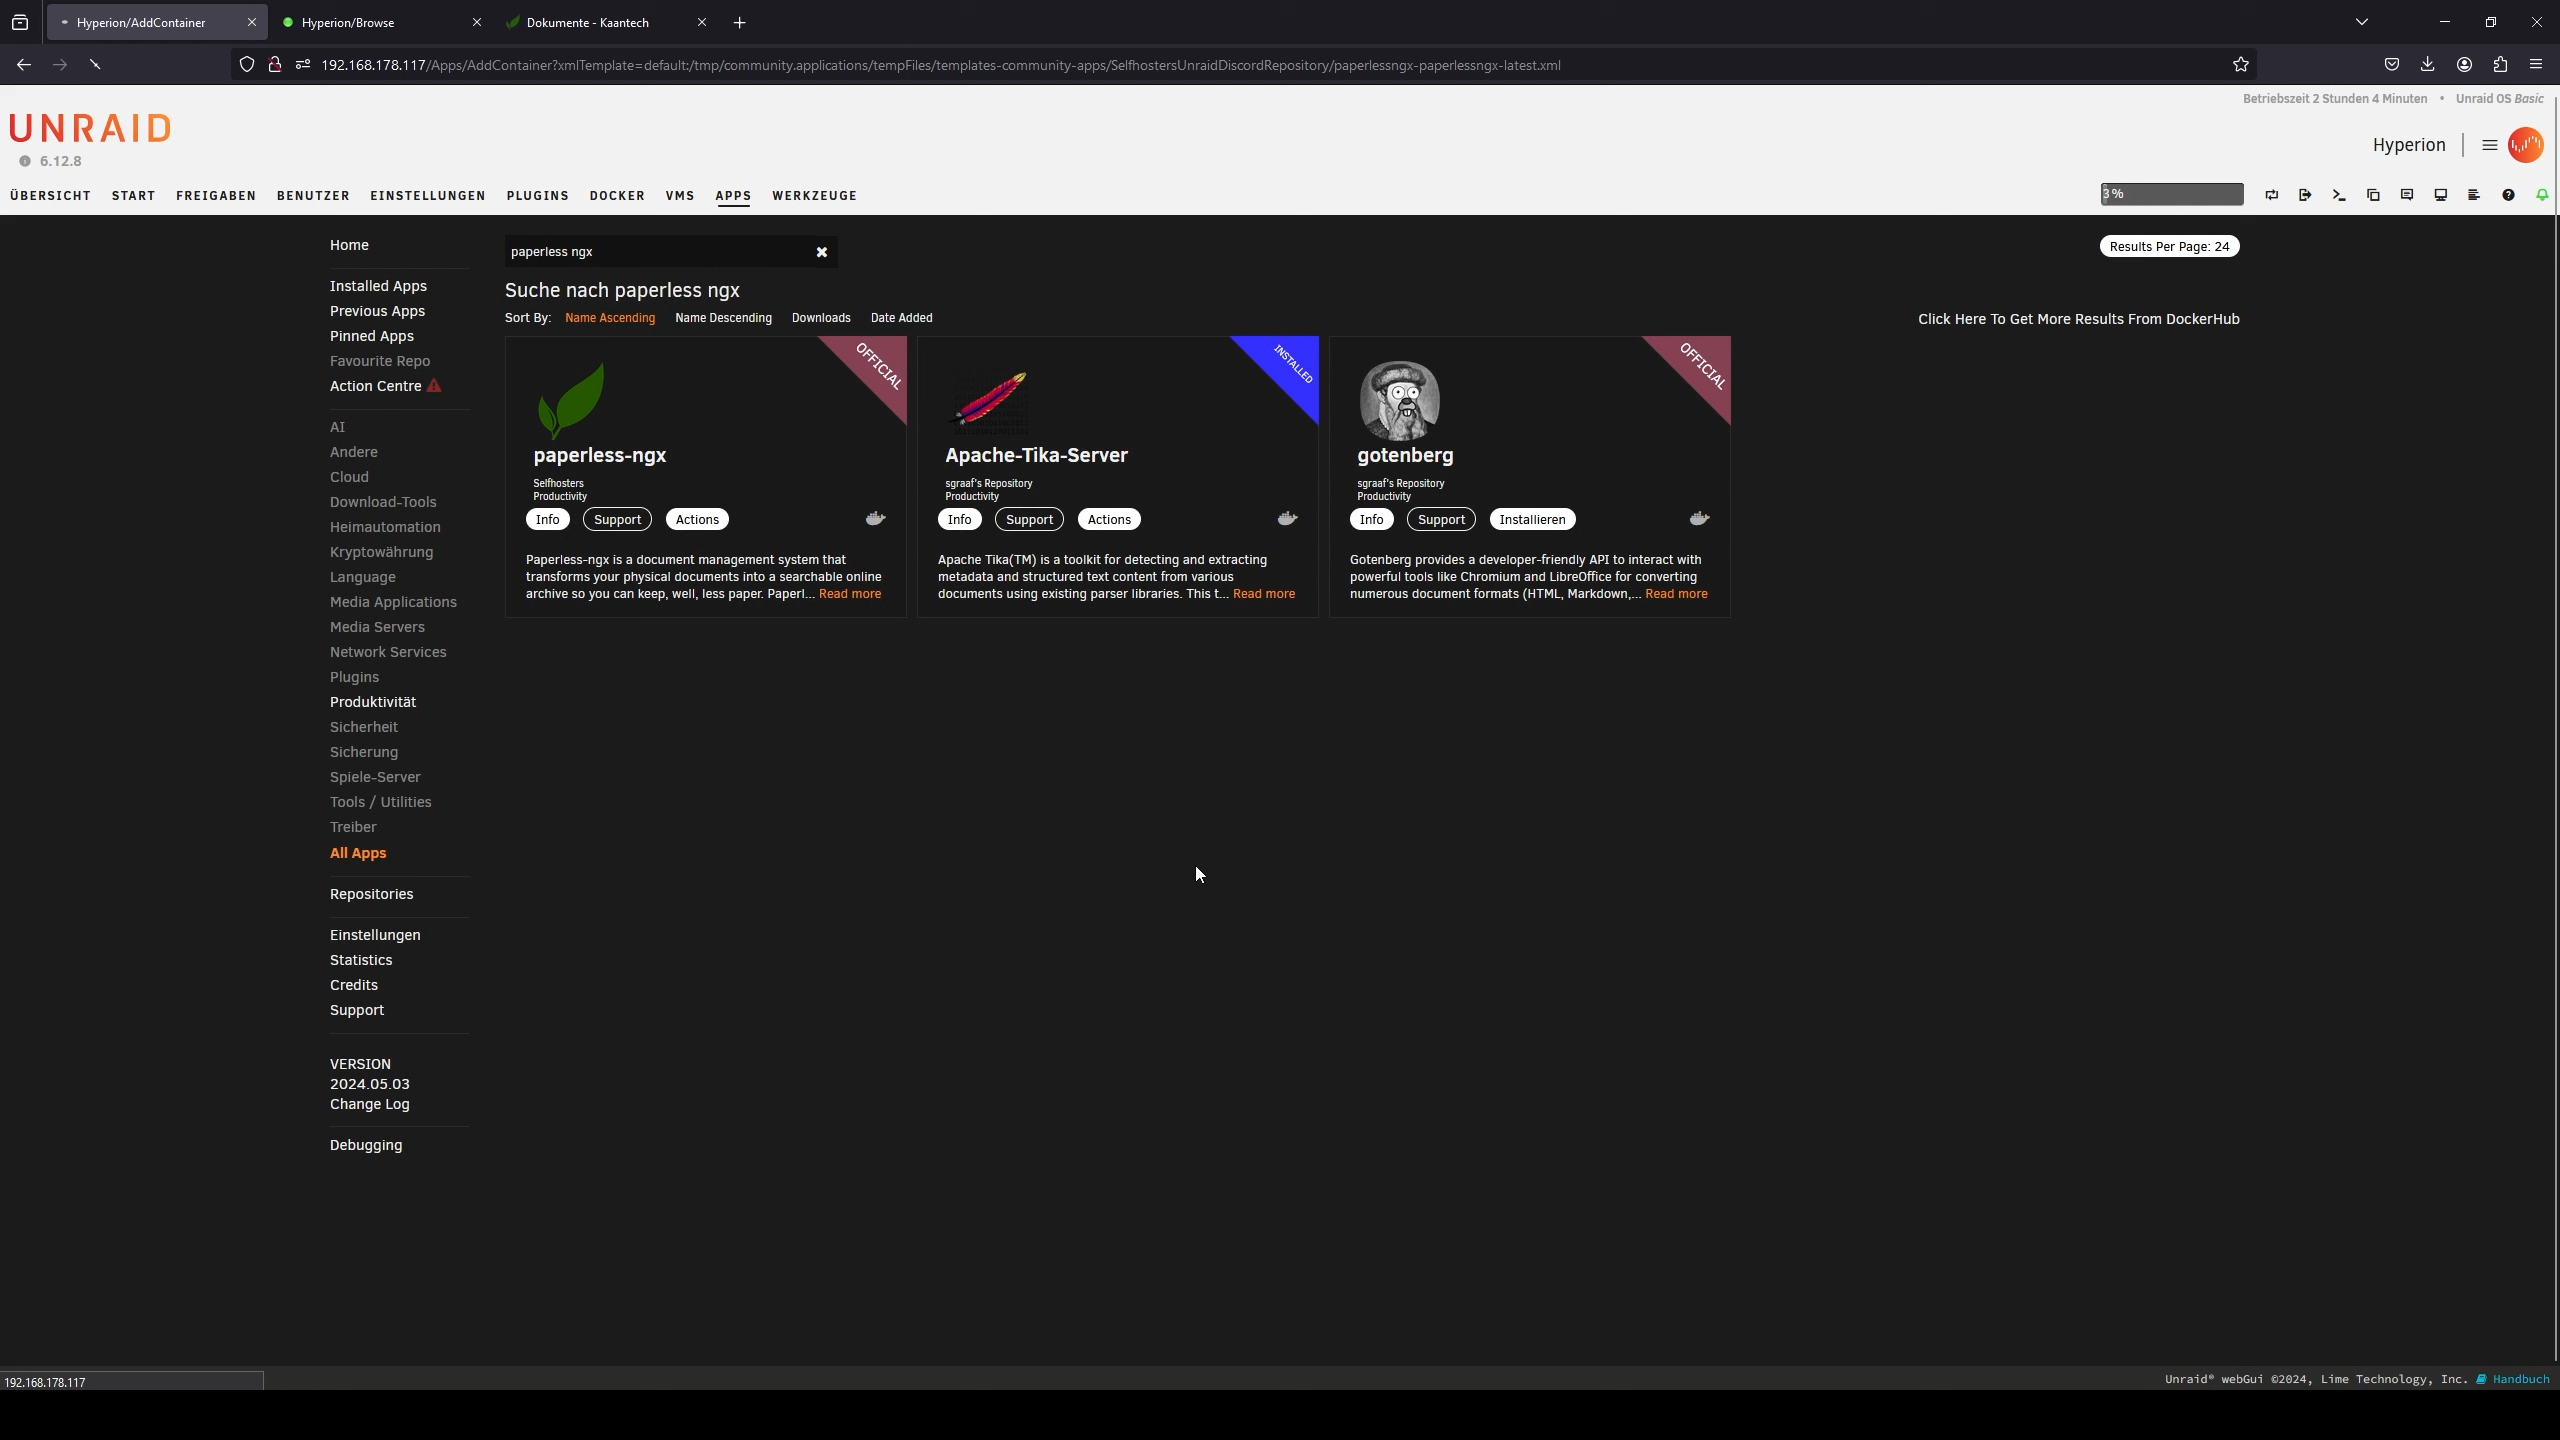 Hyperion/AddContainer
Hyperion/Browse
Dokumente - Kaantech
192.168.178.117/Apps/AddContainer?xmlTemplate=default:/tmp/community.applications/tempFiles/templates-community-apps/SelfhostersUnraidDiscordRepository/paperlessngx-paperlessngx-latest.xml
Betriebszeit 2 Stunden 4 Minuten • Unraid OS Basic
UNRAID
6.12.8
Hyperion
ÜBERSICHT START FREIGABEN BENUTZER EINSTELLUNGEN PLUGINS DOCKER VMS APPS WERKZEUGE
3%
Home
Installed Apps
Previous Apps
Pinned Apps
Favourite Repo
Action Centre
AI
Andere
Cloud
Download-Tools
Heimautomation
Kryptowährung
Language
Media Applications
Media Servers
Network Services
Plugins
Produktivität
Sicherheit
Sicherung
Spiele-Server
Tools / Utilities
Treiber
All Apps
Repositories
Einstellungen
Statistics
Credits
Support
VERSION
2024.05.03
Change Log
Debugging
paperless ngx
Results Per Page: 24
Suche nach paperless ngx
Sort By: Name Ascending Name Descending Downloads Date Added
Click Here To Get More Results From DockerHub
OFFICIAL
paperless-ngx
Selfhosters
Productivity
Info Support Actions
Paperless-ngx is a document management system that
transforms your physical documents into a searchable online
archive so you can keep, well, less paper. Paperl... Read more
INSTALLED
Apache-Tika-Server
sgraaf's Repository
Productivity
Info Support Actions
Apache Tika(TM) is a toolkit for detecting and extracting
metadata and structured text content from various
documents using existing parser libraries. This t... Read more
OFFICIAL
gotenberg
sgraaf's Repository
Productivity
Info Support Installieren
Gotenberg provides a developer-friendly API to interact with
powerful tools like Chromium and LibreOffice for converting
numerous document formats (HTML, Markdown,... Read more
192.168.178.117
Unraid® webGui ©2024, Lime Technology, Inc. Handbuch